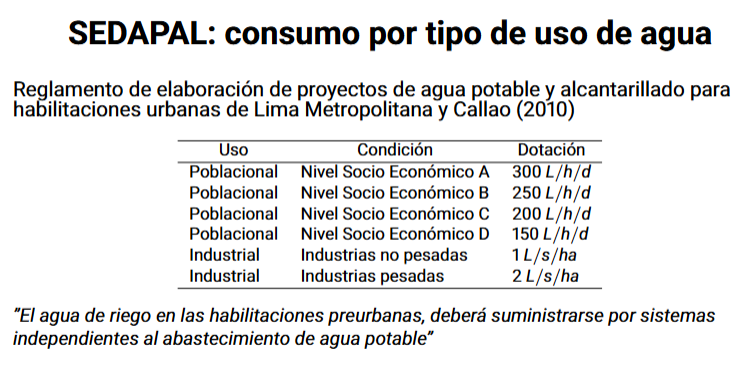 SEDAPAL: consumo por tipo de uso de agua
Reglamento de elaboración de proyectos de agua potable y alcantarillado para
habilitaciones urbanas de Lima Metropolitana y Callao (2010)
Uso Condición Dotación
Poblacional Nivel Socio Económico A 300 L/h/d
Poblacional Nivel Socio Económico B 250 L/h/d
Poblacional Nivel Socio Económico C 200 L/h/d
Poblacional Nivel Socio Económico D 150 L/h/d
Industrial Industrias no pesadas 1 L/s/ha
Industrial Industrias pesadas 2 L/s/ha
"El agua de riego en las habilitaciones preurbanas, deberá suministrarse por sistemas
independientes al abastecimiento de agua potable"